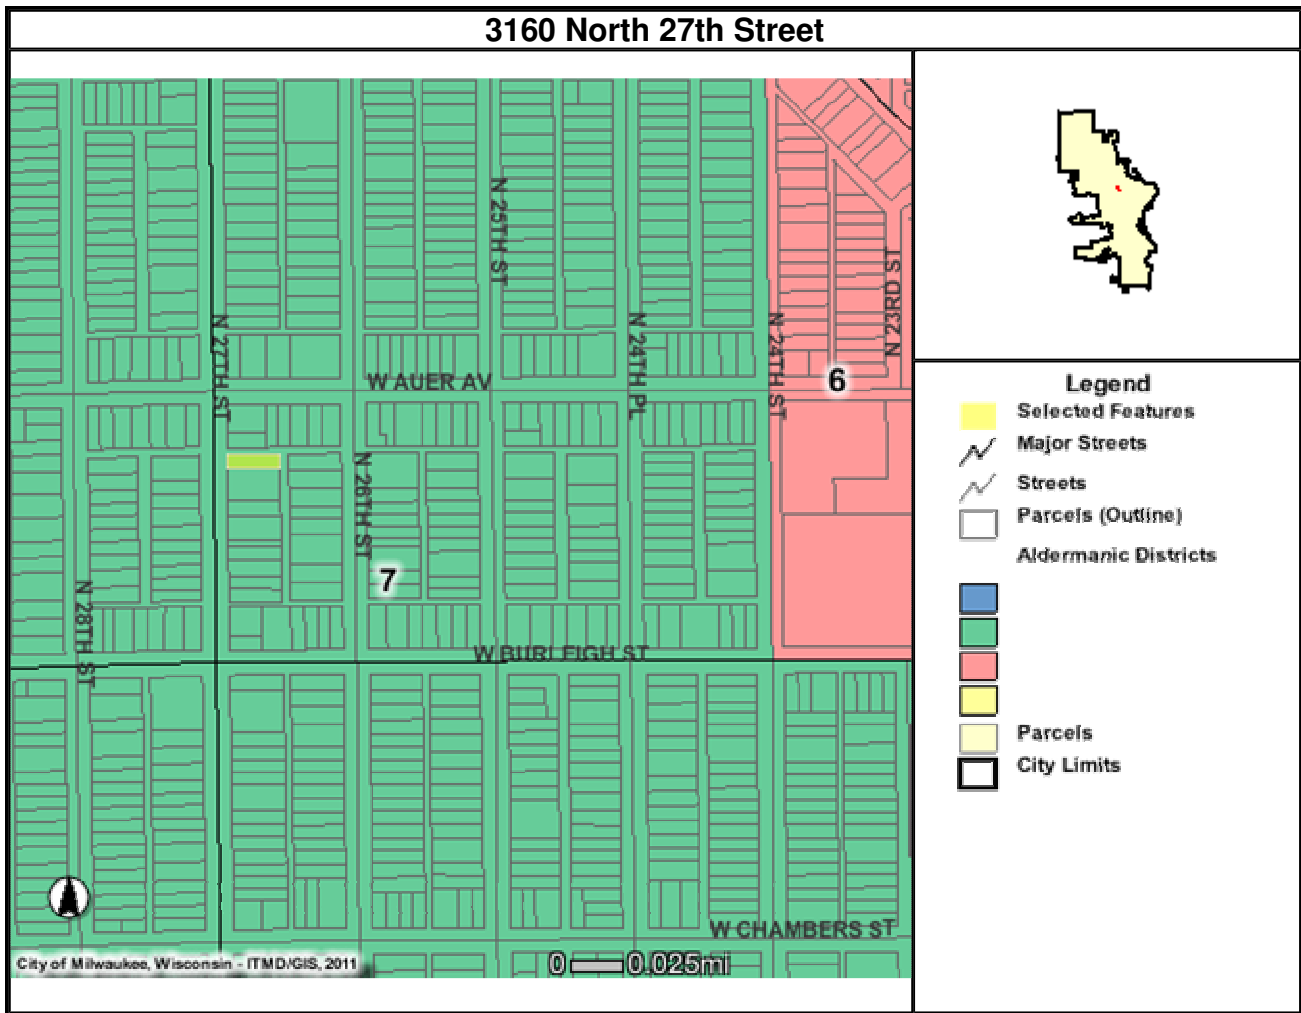 3160 North 27th Street
N 25TH ST
N 23RD ST
N 27TH ST
N 24TH PL
N 24TH ST
W AUER AV
6
N 26TH ST
7
N 28TH ST
W BURLEIGH ST
W CHAMBERS ST
City of Milwaukee, Wisconsin - ITMD/GIS, 2011
0 0.025mi
Legend
Selected Features
Major Streets
Streets
Parcels (Outline)
Aldermanic Districts
Parcels
City Limits